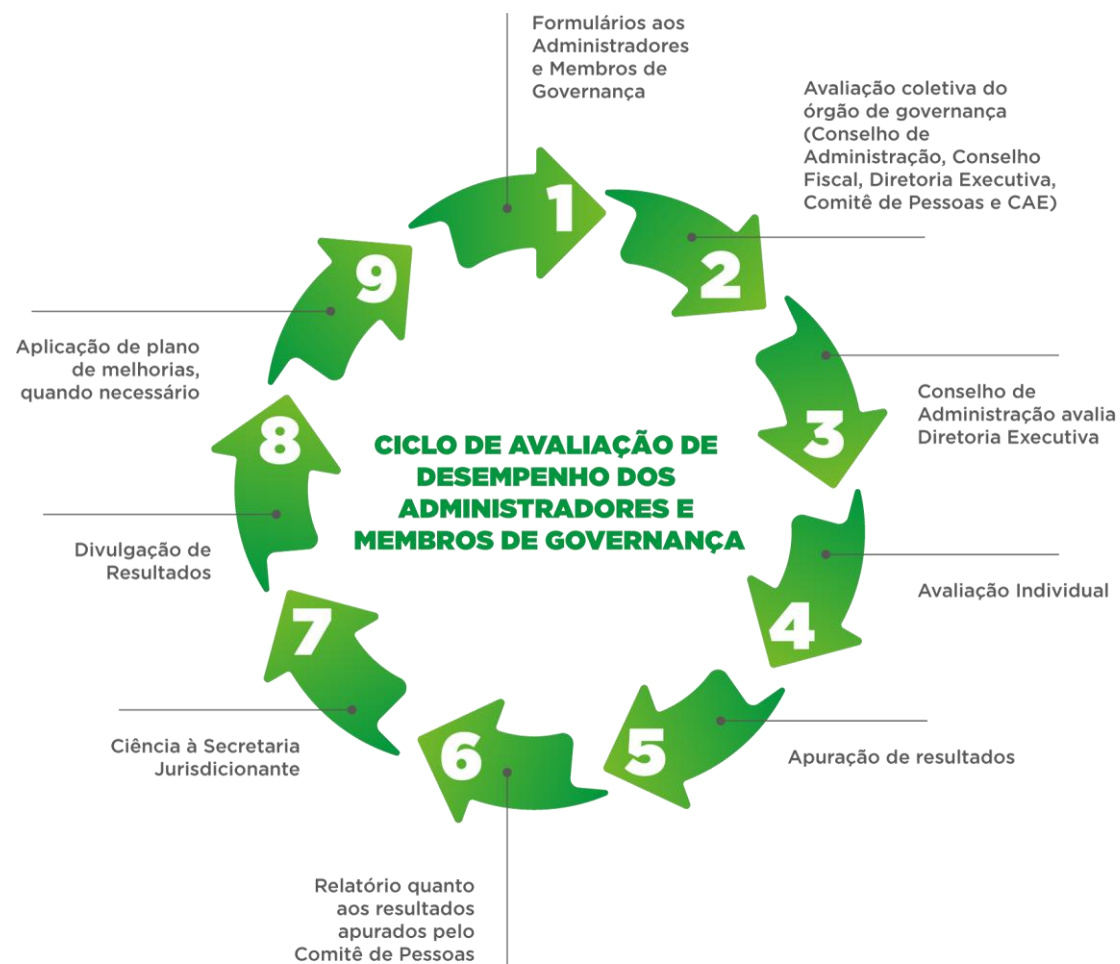 Formulários aos
Administradores
e Membros de
Governança
1
Avaliação coletiva do
órgão de governança
(Conselho de
Administração, Conselho
Fiscal, Diretoria Executiva,
Comitê de Pessoas e CAE)
2
Conselho de
Administração avalia
Diretoria Executiva
3
Avaliação Individual
4
Apuração de resultados
5
Relatório quanto
aos resultados
apurados pelo
Comitê de Pessoas
6
Ciência à Secretaria
Jurisdicionante
7
Divulgação de
Resultados
8
Aplicação de plano
de melhorias,
quando necessário
9
CICLO DE AVALIAÇÃO DE
DESEMPENHO DOS
ADMINISTRADORES E
MEMBROS DE GOVERNANÇA